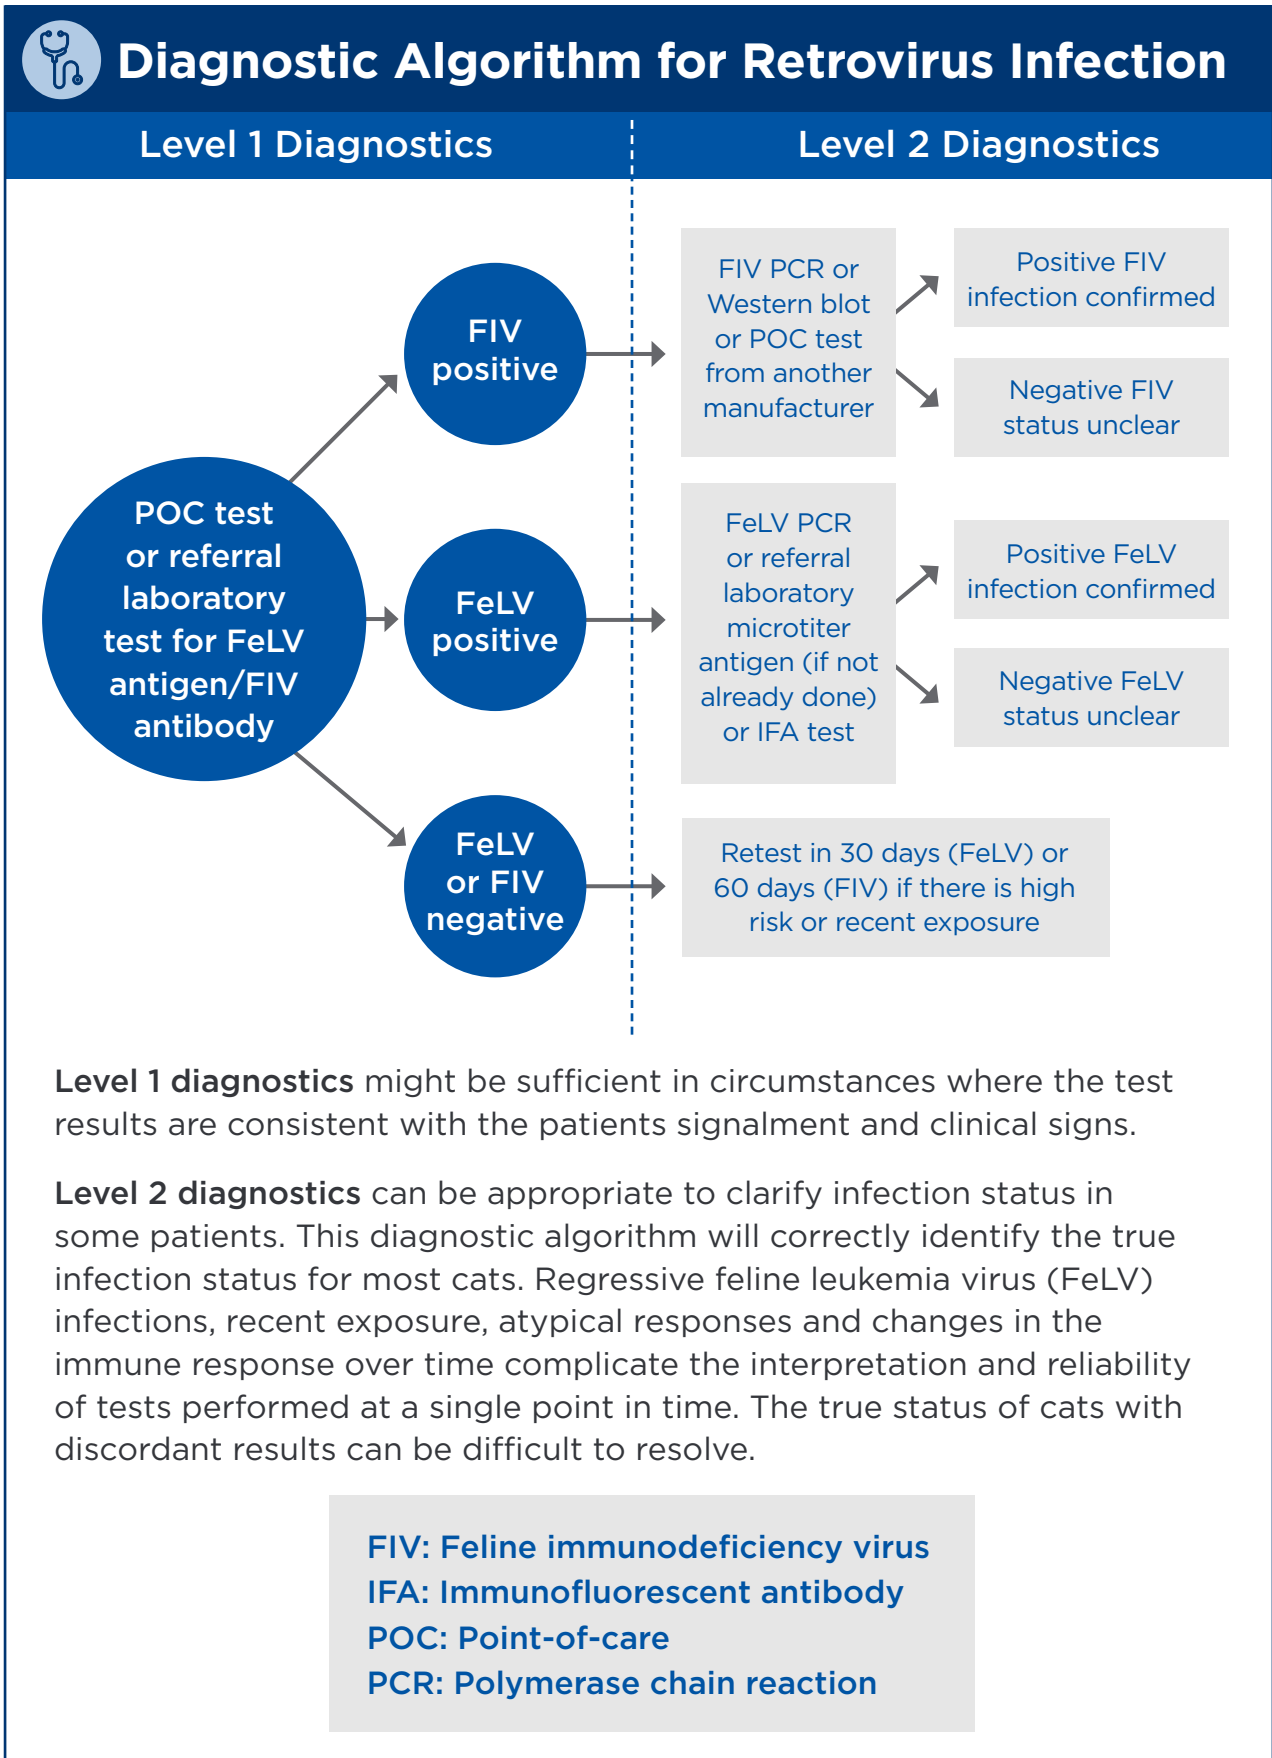 Diagnostic Algorithm for Retrovirus Infection
Level 1 Diagnostics
Level 2 Diagnostics
POC test
or referral
laboratory
test for FeLV
antigen/FIV
antibody
FIV
positive
FIV PCR or
Western blot
or POC test
from another
manufacturer
Positive FIV
infection confirmed
Negative FIV
status unclear
FeLV
positive
FeLV PCR
or referral
laboratory
microtiter
antigen (if not
already done)
or IFA test
Positive FeLV
infection confirmed
Negative FeLV
status unclear
FeLV
or FIV
negative
Retest in 30 days (FeLV) or
60 days (FIV) if there is high
risk or recent exposure
Level 1 diagnostics might be sufficient in circumstances where the test
results are consistent with the patients signalment and clinical signs.
Level 2 diagnostics can be appropriate to clarify infection status in
some patients. This diagnostic algorithm will correctly identify the true
infection status for most cats. Regressive feline leukemia virus (FeLV)
infections, recent exposure, atypical responses and changes in the
immune response over time complicate the interpretation and reliability
of tests performed at a single point in time. The true status of cats with
discordant results can be difficult to resolve.
FIV: Feline immunodeficiency virus
IFA: Immunofluorescent antibody
POC: Point-of-care
PCR: Polymerase chain reaction